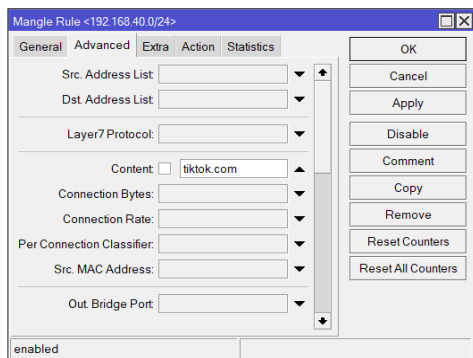 Mangle Rule <192.168.40.0/24>
General Advanced Extra Action Statistics
Src. Address List:
Dst. Address List:
Layer7 Protocol:
Content: tiktok.com
Connection Bytes:
Connection Rate:
Per Connection Classifier:
Src. MAC Address:
Out. Bridge Port:
OK
Cancel
Apply
Disable
Comment
Copy
Remove
Reset Counters
Reset All Counters
enabled